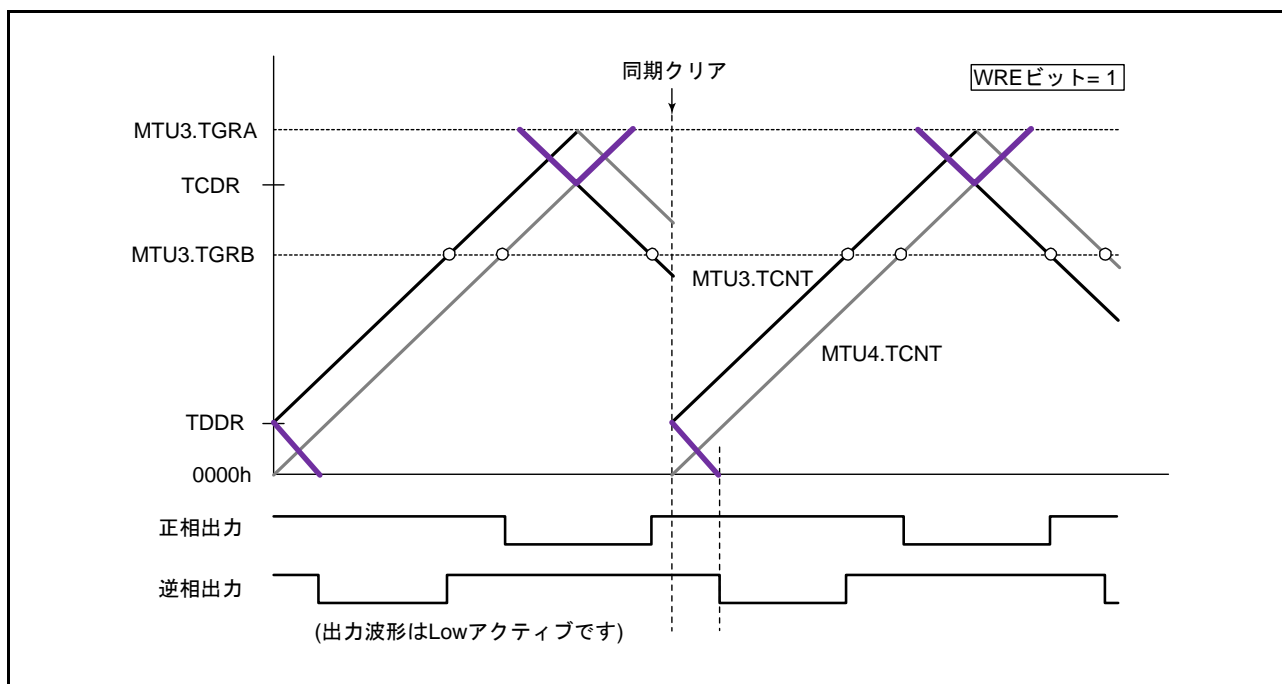 同期クリア
WREビット= 1
MTU3.TGRA
TCDR
MTU3.TGRB
MTU3.TCNT
MTU4.TCNT
TDDR
0000h
正相出力
逆相出力
(出力波形はLowアクティブです)